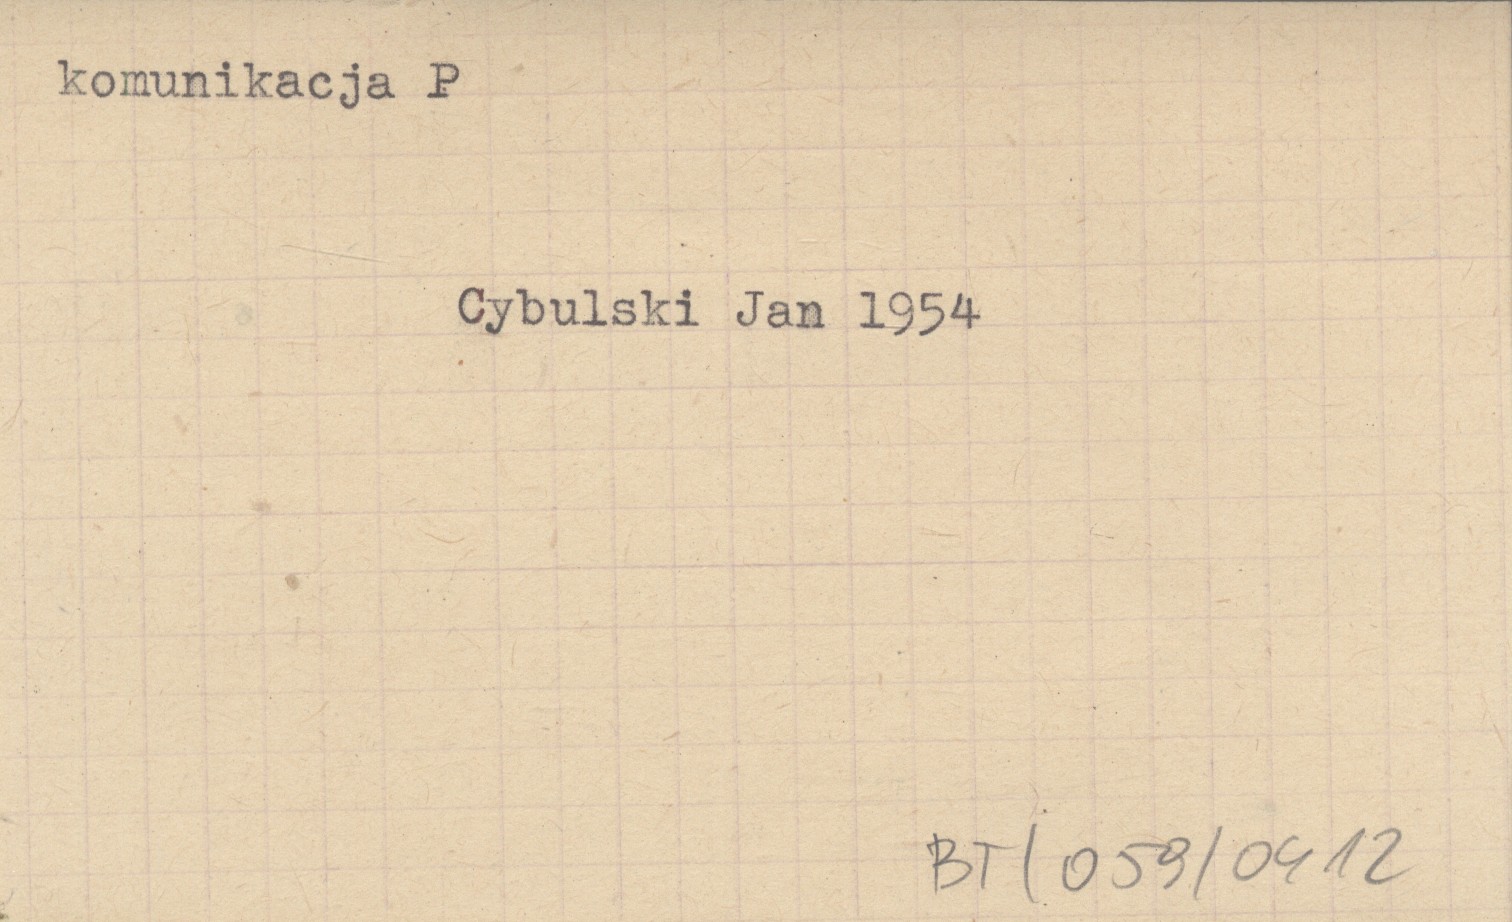 komunikacja P
Cybulski Jan 1954
BT/059/0412